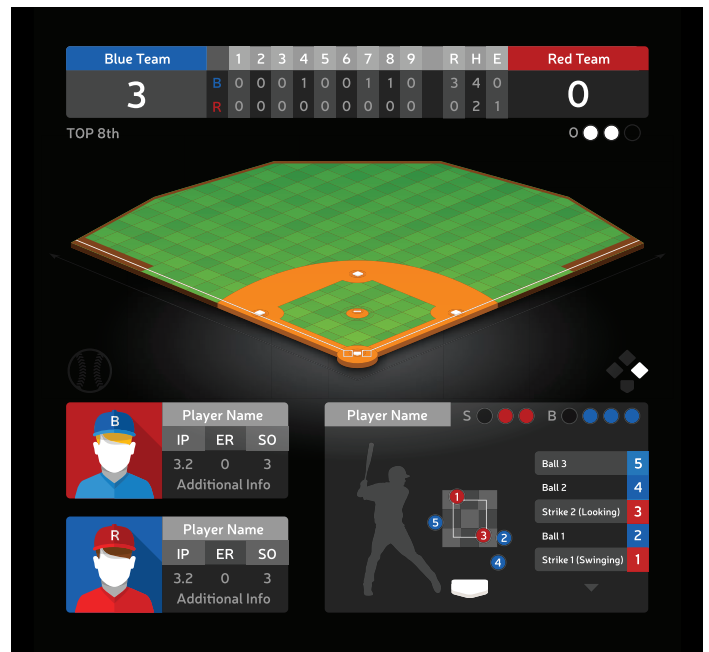 Blue Team 1 2 3 4 5 6 7 8 9 R H E Red Team
3 B 0 0 0 1 0 0 1 1 0 3 4 0 0
R 0 0 0 0 0 0 0 0 0 0 2 1
TOP 8th O
B
Player Name
IP ER SO
3.2 0 3
Additional Info
R
Player Name
IP ER SO
3.2 0 3
Additional Info
Player Name S B
Ball 3 5
Ball 2 4
Strike 2 (Looking) 3
Ball 1 2
Strike 1 (Swinging) 1
1
5
3
2
4